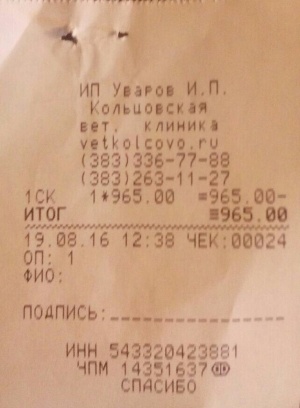 ИП Уваров И.П.
Кольцовская
вет. клиника
vetkolcovo.ru
(383)336-77-88
(383)263-11-27
1СК 1*965.00 =965.00-
ИТОГ ≡965.00
19.08.16 12:38 ЧЕК:00024
ОП: 1
ФИО:
ПОДПИСЬ:_______________
ИНН 543320423881
ЧПМ 14351637
СПАСИБО